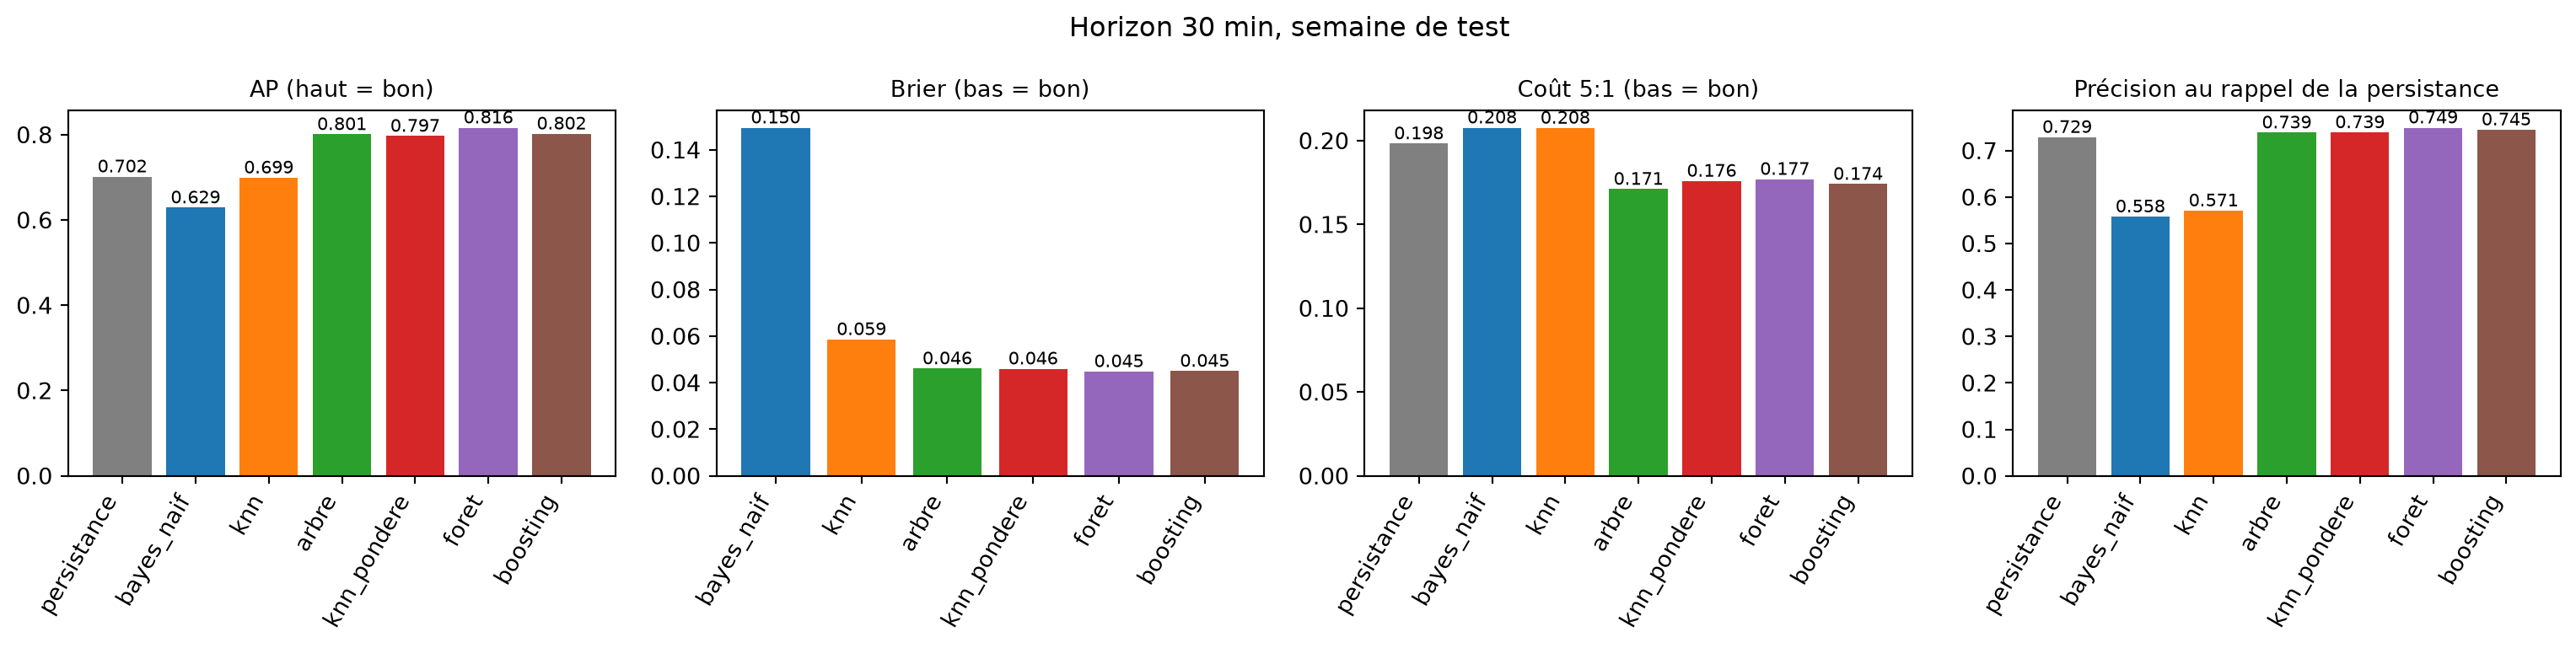 Horizon 30 min, semaine de test
AP (haut = bon)
0.8
0.6
0.4
0.2
0.0
0.702
0.629
0.699
0.801
0.797
0.816
0.802
persistance
bayes_naif
knn
arbre
knn_pondere
foret
boosting
Brier (bas = bon)
0.14
0.12
0.10
0.08
0.06
0.04
0.02
0.00
0.150
0.059
0.046
0.046
0.045
0.045
bayes_naif
knn
arbre
knn_pondere
foret
boosting
Coût 5:1 (bas = bon)
0.20
0.15
0.10
0.05
0.00
0.198
0.208
0.208
0.171
0.176
0.177
0.174
persistance
bayes_naif
knn
arbre
knn_pondere
foret
boosting
Précision au rappel de la persistance
0.7
0.6
0.5
0.4
0.3
0.2
0.1
0.0
0.729
0.558
0.571
0.739
0.739
0.749
0.745
persistance
bayes_naif
knn
arbre
knn_pondere
foret
boosting